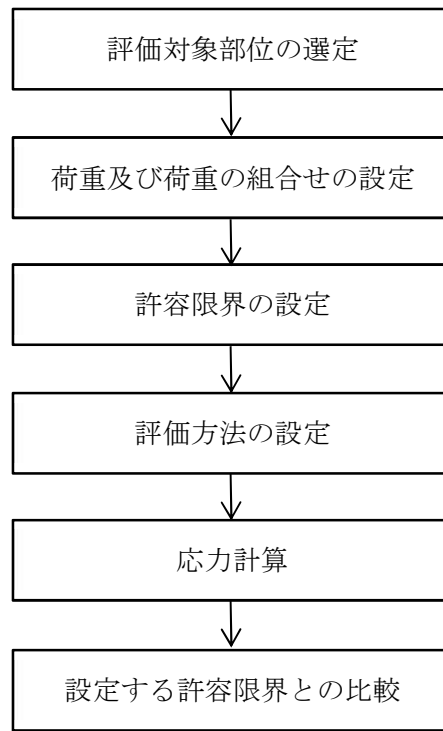 評価対象部位の選定
荷重及び荷重の組合せの設定
許容限界の設定
評価方法の設定
応力計算
設定する許容限界との比較